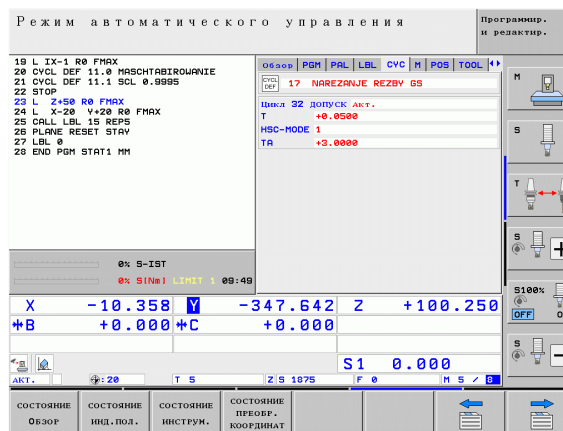 Режим автоматического управления
Программир.
и редактир.
19 L IX-1 R0 FMAX
20 CYCL DEF 11.0 MASCHTABIROWANIE
21 CYCL DEF 11.1 SCL 0.9995
22 STOP
23 L Z+50 R0 FMAX
24 L X-20 Y+20 R0 FMAX
25 CALL LBL 15 REP5
26 PLANE RESET STAY
27 LBL 0
28 END PGM STAT1 MM
Обзор PGM PAL LBL CYC M POS TOOL
CYCL DEF 17 NAREZANJE REZBY GS
Цикл 32 ДОПУСК АКТ.
T +0.0500
HSC-MODE 1
TA +3.0000
0% S-IST
0% S[Nm] LIMIT 1 09:49
X -10.358 Y -347.642 Z +100.250
B +0.000 C +0.000
S1 0.000
АКТ. : 20 T 5 Z S 1875 F 0 M 5 / 8
M
S
T
S
S100%
OFF
S
СОСТОЯНИЕ ОБЗОР
СОСТОЯНИЕ ИНД.ПОЛ.
СОСТОЯНИЕ ИНСТРУМ.
СОСТОЯНИЕ ПРЕОБР. КООРДИНАТ